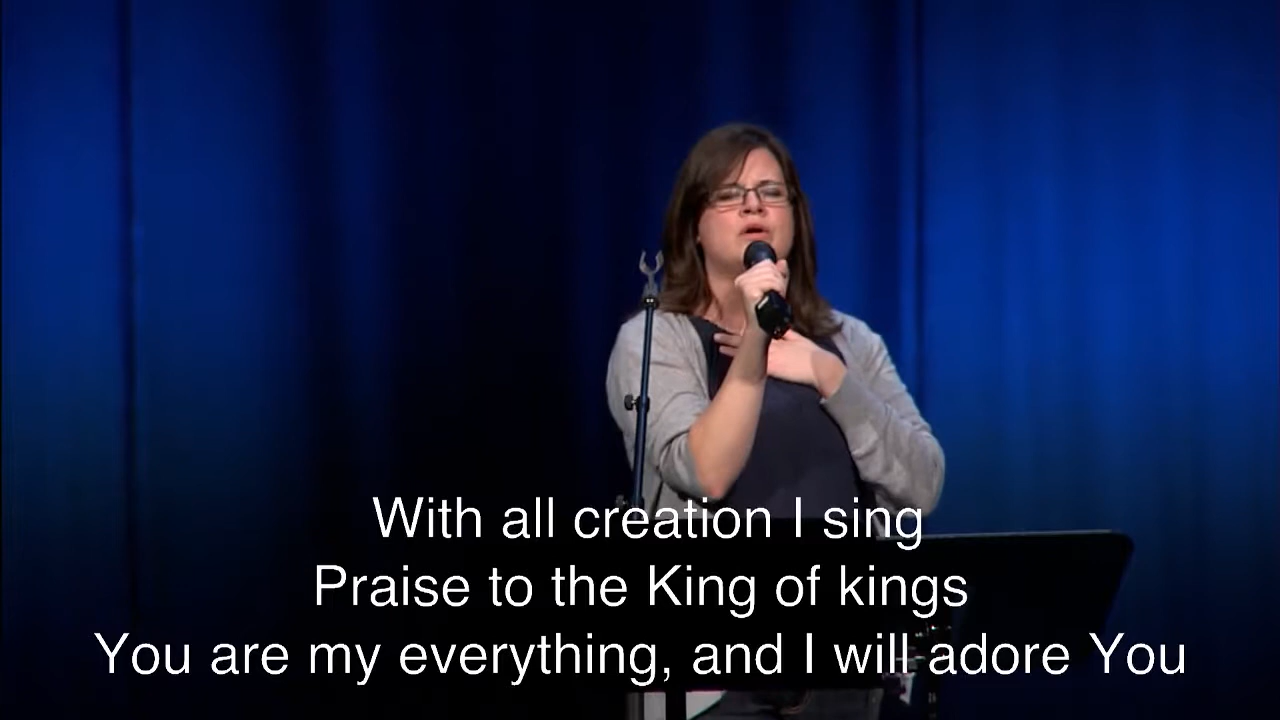 With all creation I sing
Praise to the King of kings
You are my everything, and I will adore You